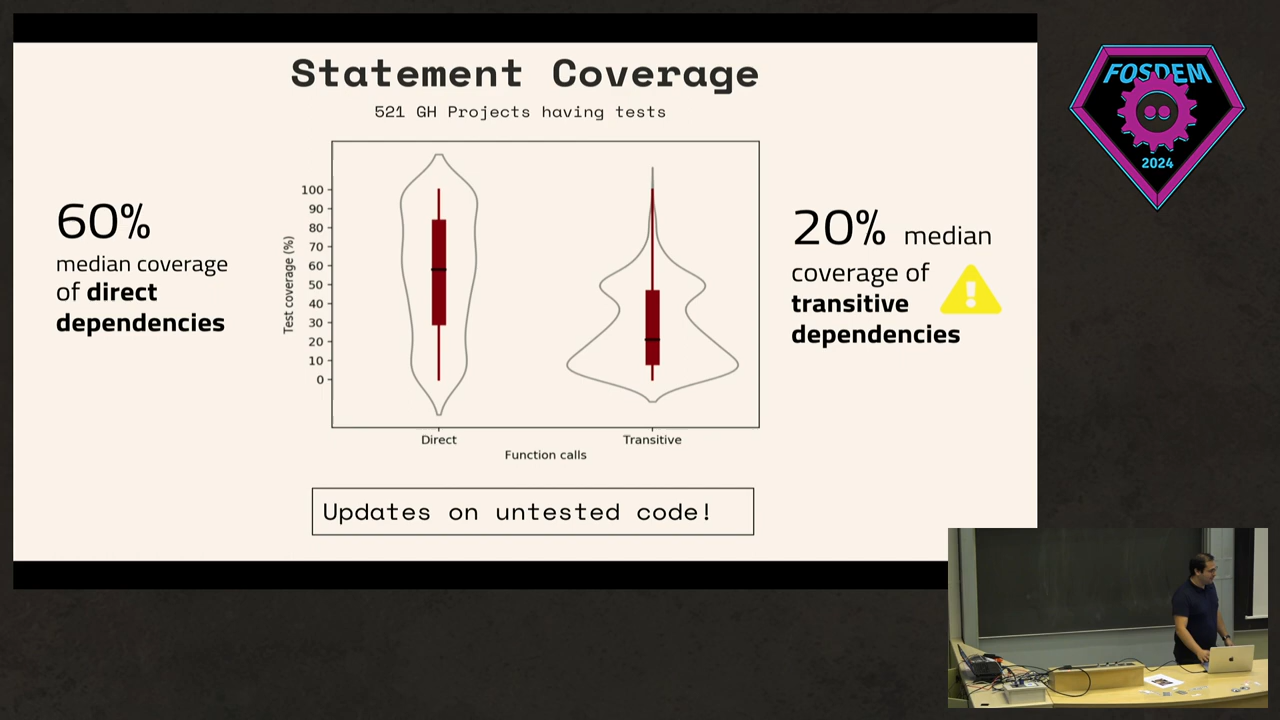 Statement Coverage
521 GH Projects having tests
60%
median coverage
of direct
dependencies
Test coverage (%)
100
90
80
70
60
50
40
30
20
10
0
Direct
Transitive
Function calls
20% median
coverage of
transitive
dependencies
!
Updates on untested code!
FOSDEM
2024